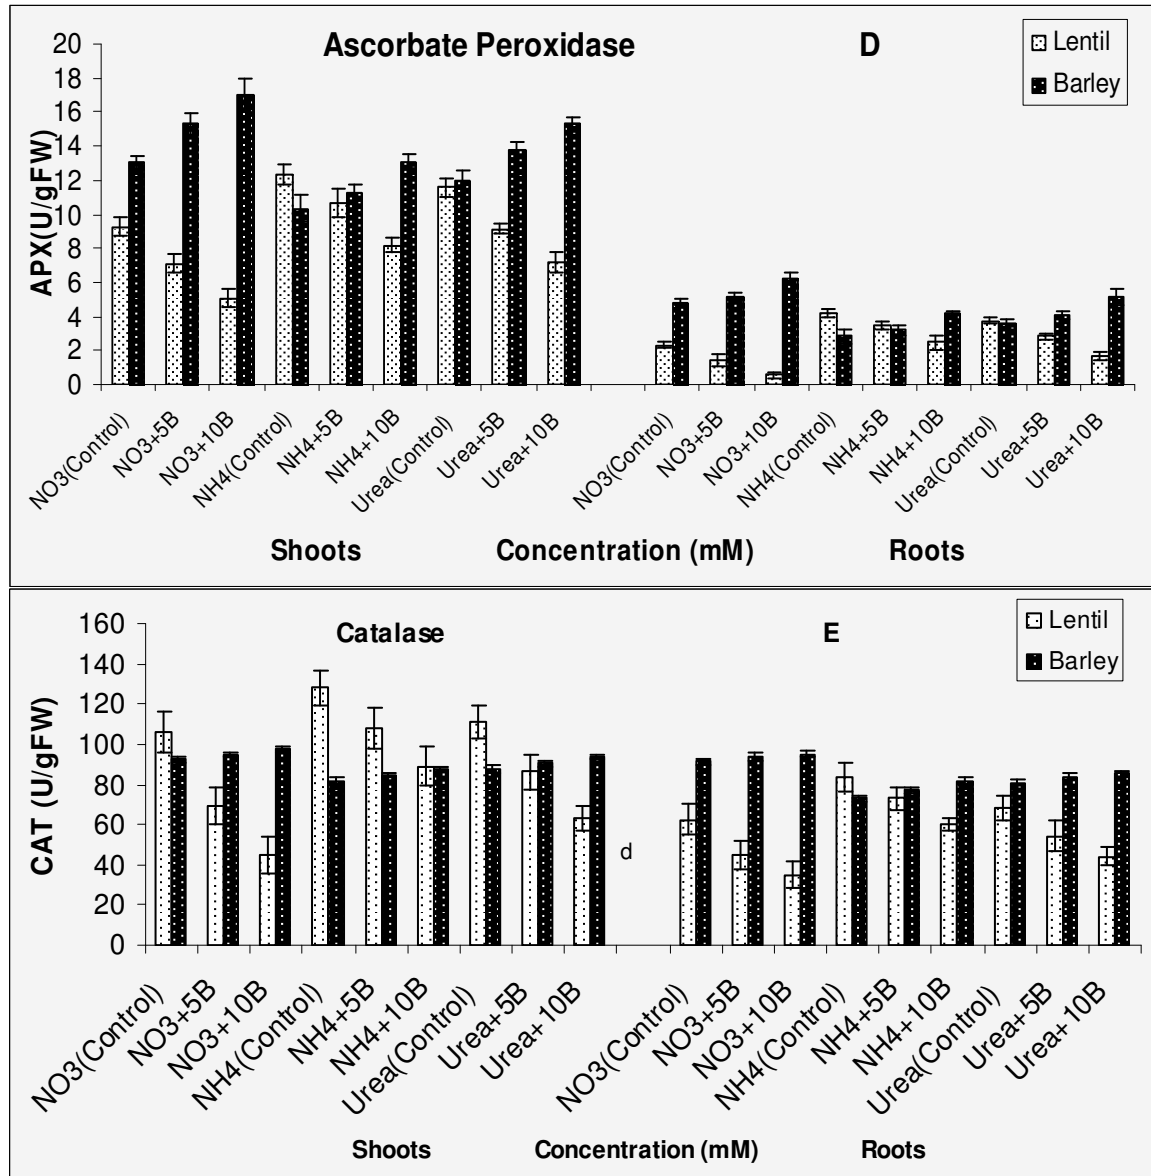 Ascorbate Peroxidase D
Lentil
Barley
APX(U/gFW)
20
18
16
14
12
10
8
6
4
2
0
NO3(Control)
NO3+5B
NO3+10B
NH4(Control)
NH4+5B
NH4+10B
Urea(Control)
Urea+5B
Urea+10B
NO3(Control)
NO3+5B
NO3+10B
NH4(Control)
NH4+5B
NH4+10B
Urea(Control)
Urea+5B
Urea+10B
Shoots Concentration (mM) Roots
Catalase E
Lentil
Barley
CAT (U/gFW)
160
140
120
100
80
60
40
20
0
d
NO3(Control)
NO3+5B
NO3+10B
NH4(Control)
NH4+5B
NH4+10B
Urea(Control)
Urea+5B
Urea+10B
NO3(Control)
NO3+5B
NO3+10B
NH4(Control)
NH4+5B
NH4+10B
Urea(Control)
Urea+5B
Urea+10B
Shoots Concentration (mM) Roots